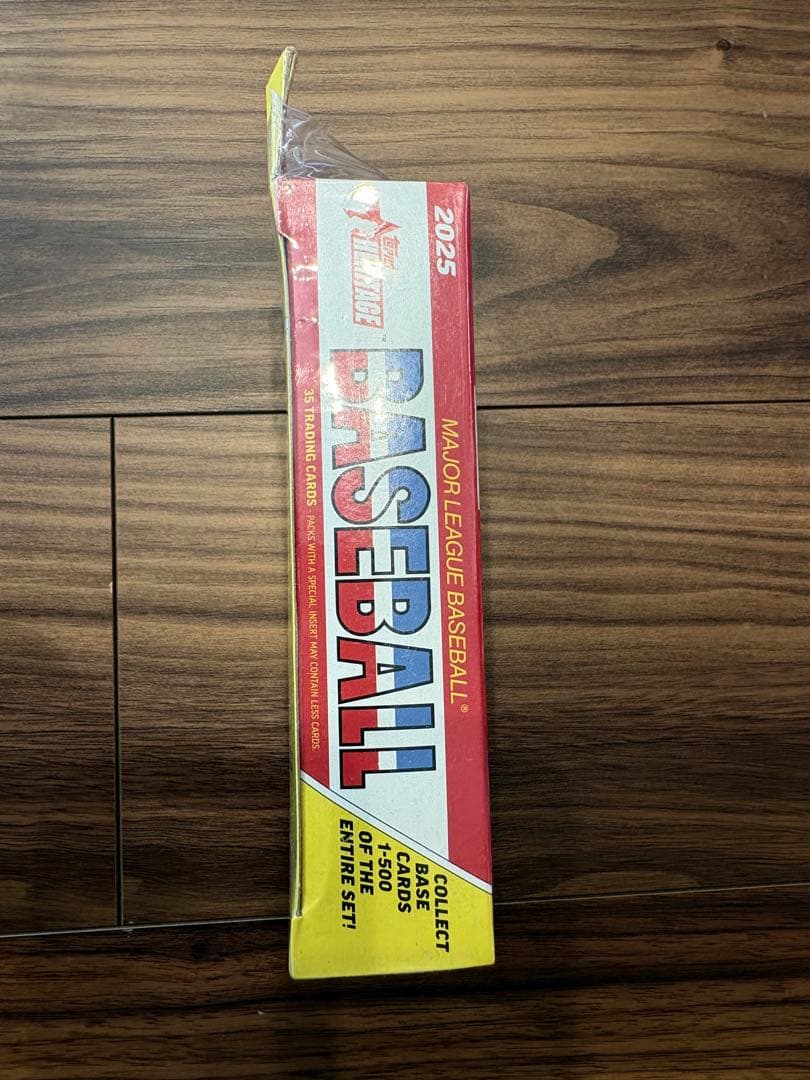 2025
MAJOR LEAGUE BASEBALL®
TOPPS
HERITAGE™
BASEBALL
35 TRADING CARDS - PACKS WITH A SPECIAL INSERT MAY CONTAIN LESS CARDS.
COLLECT
BASE
CARDS
1-500
OF THE
ENTIRE SET!